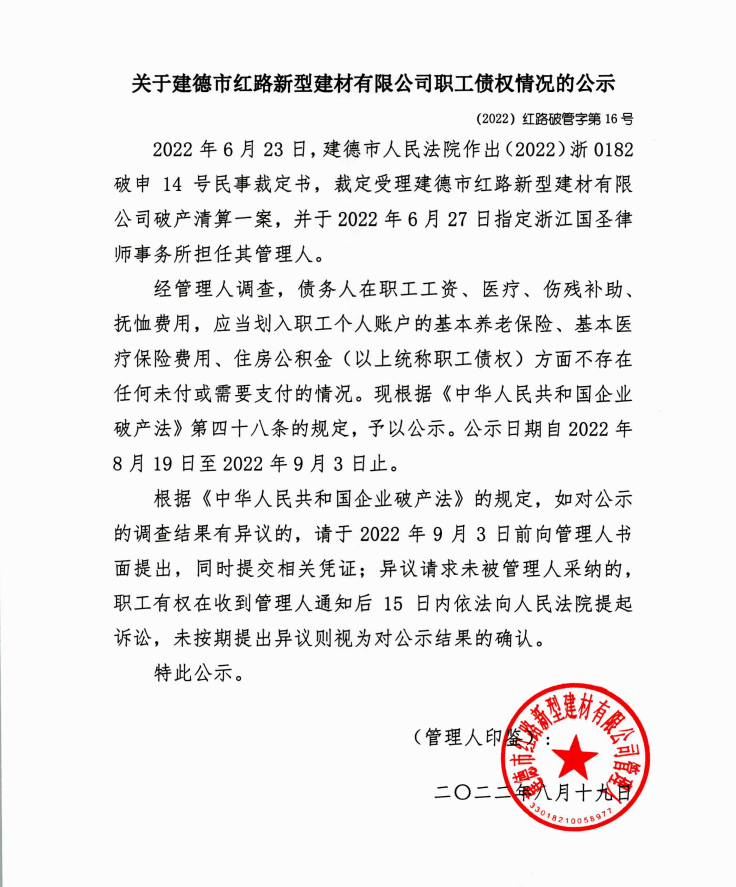 关于建德市红路新型建材有限公司职工债权情况的公示
（2022）红路破管字第 16 号
2022 年 6 月 23 日，建德市人民法院作出（2022）浙 0182
破申 14 号民事裁定书，裁定受理建德市红路新型建材有限
公司破产清算一案，并于 2022 年 6 月 27 日指定浙江国圣律
师事务所担任其管理人。
经管理人调查，债务人在职工工资、医疗、伤残补助、
抚恤费用，应当划入职工个人账户的基本养老保险、基本医
疗保险费用、住房公积金（以上统称职工债权）方面不存在
任何未付或需要支付的情况。现根据《中华人民共和国企业
破产法》第四十八条的规定，予以公示。公示日期自 2022 年
8 月 19 日至 2022 年 9 月 3 日止。
根据《中华人民共和国企业破产法》的规定，如对公示
的调查结果有异议的，请于 2022 年 9 月 3 日前向管理人书
面提出，同时提交相关凭证；异议请求未被管理人采纳的，
职工有权在收到管理人通知后 15 日内依法向人民法院提起
诉讼，未按期提出异议则视为对公示结果的确认。
特此公示。
（管理人印鉴）：
二〇二二年八月十九日
建德市红路新型建材有限公司管理人
33018210058977